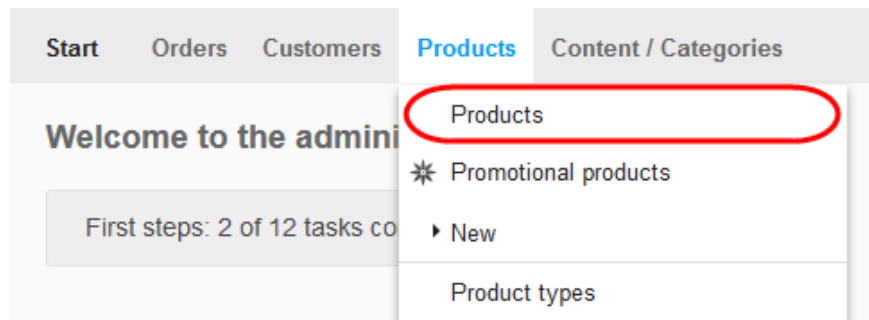 Start Orders Customers Products Content / Categories
Products
Welcome to the admini
Promotional products
First steps: 2 of 12 tasks co
New
Product types